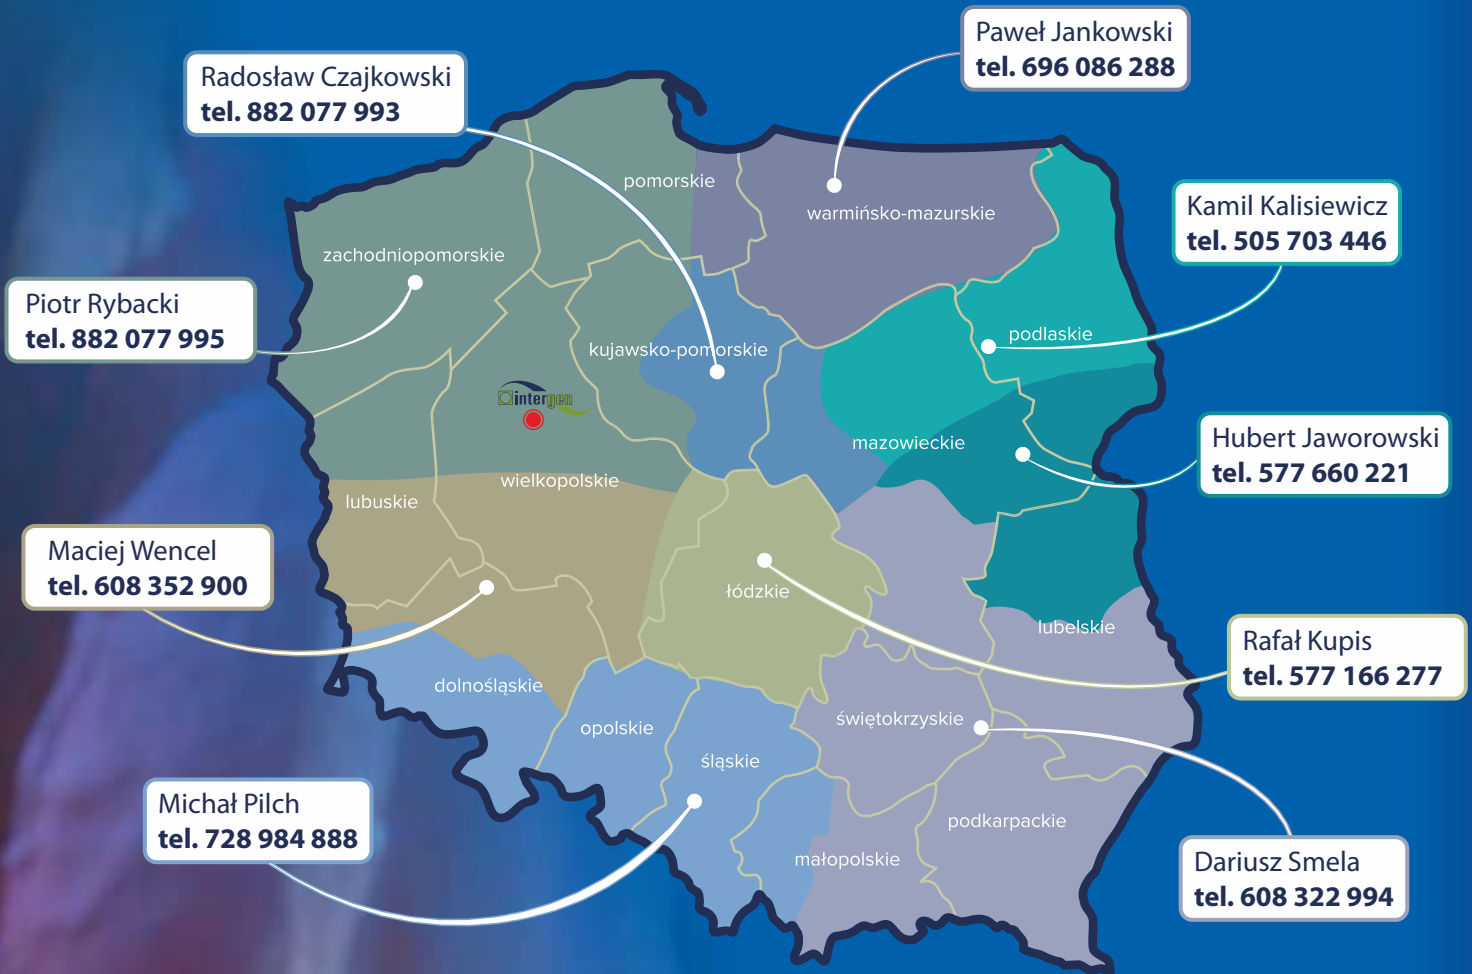 Paweł Jankowski
tel. 696 086 288
Radosław Czajkowski
tel. 882 077 993
pomorskie
warmińsko-mazurskie
Kamil Kalisiewicz
tel. 505 703 446
zachodniopomorskie
Piotr Rybacki
tel. 882 077 995
podlaskie
kujawsko-pomorskie
intergen
mazowieckie
Hubert Jaworowski
tel. 577 660 221
wielkopolskie
lubuskie
Maciej Wencel
tel. 608 352 900
łódzkie
lubelskie
Rafał Kupis
tel. 577 166 277
dolnośląskie
opolskie
świętokrzyskie
śląskie
Michał Pilch
tel. 728 984 888
podkarpackie
małopolskie
Dariusz Smela
tel. 608 322 994